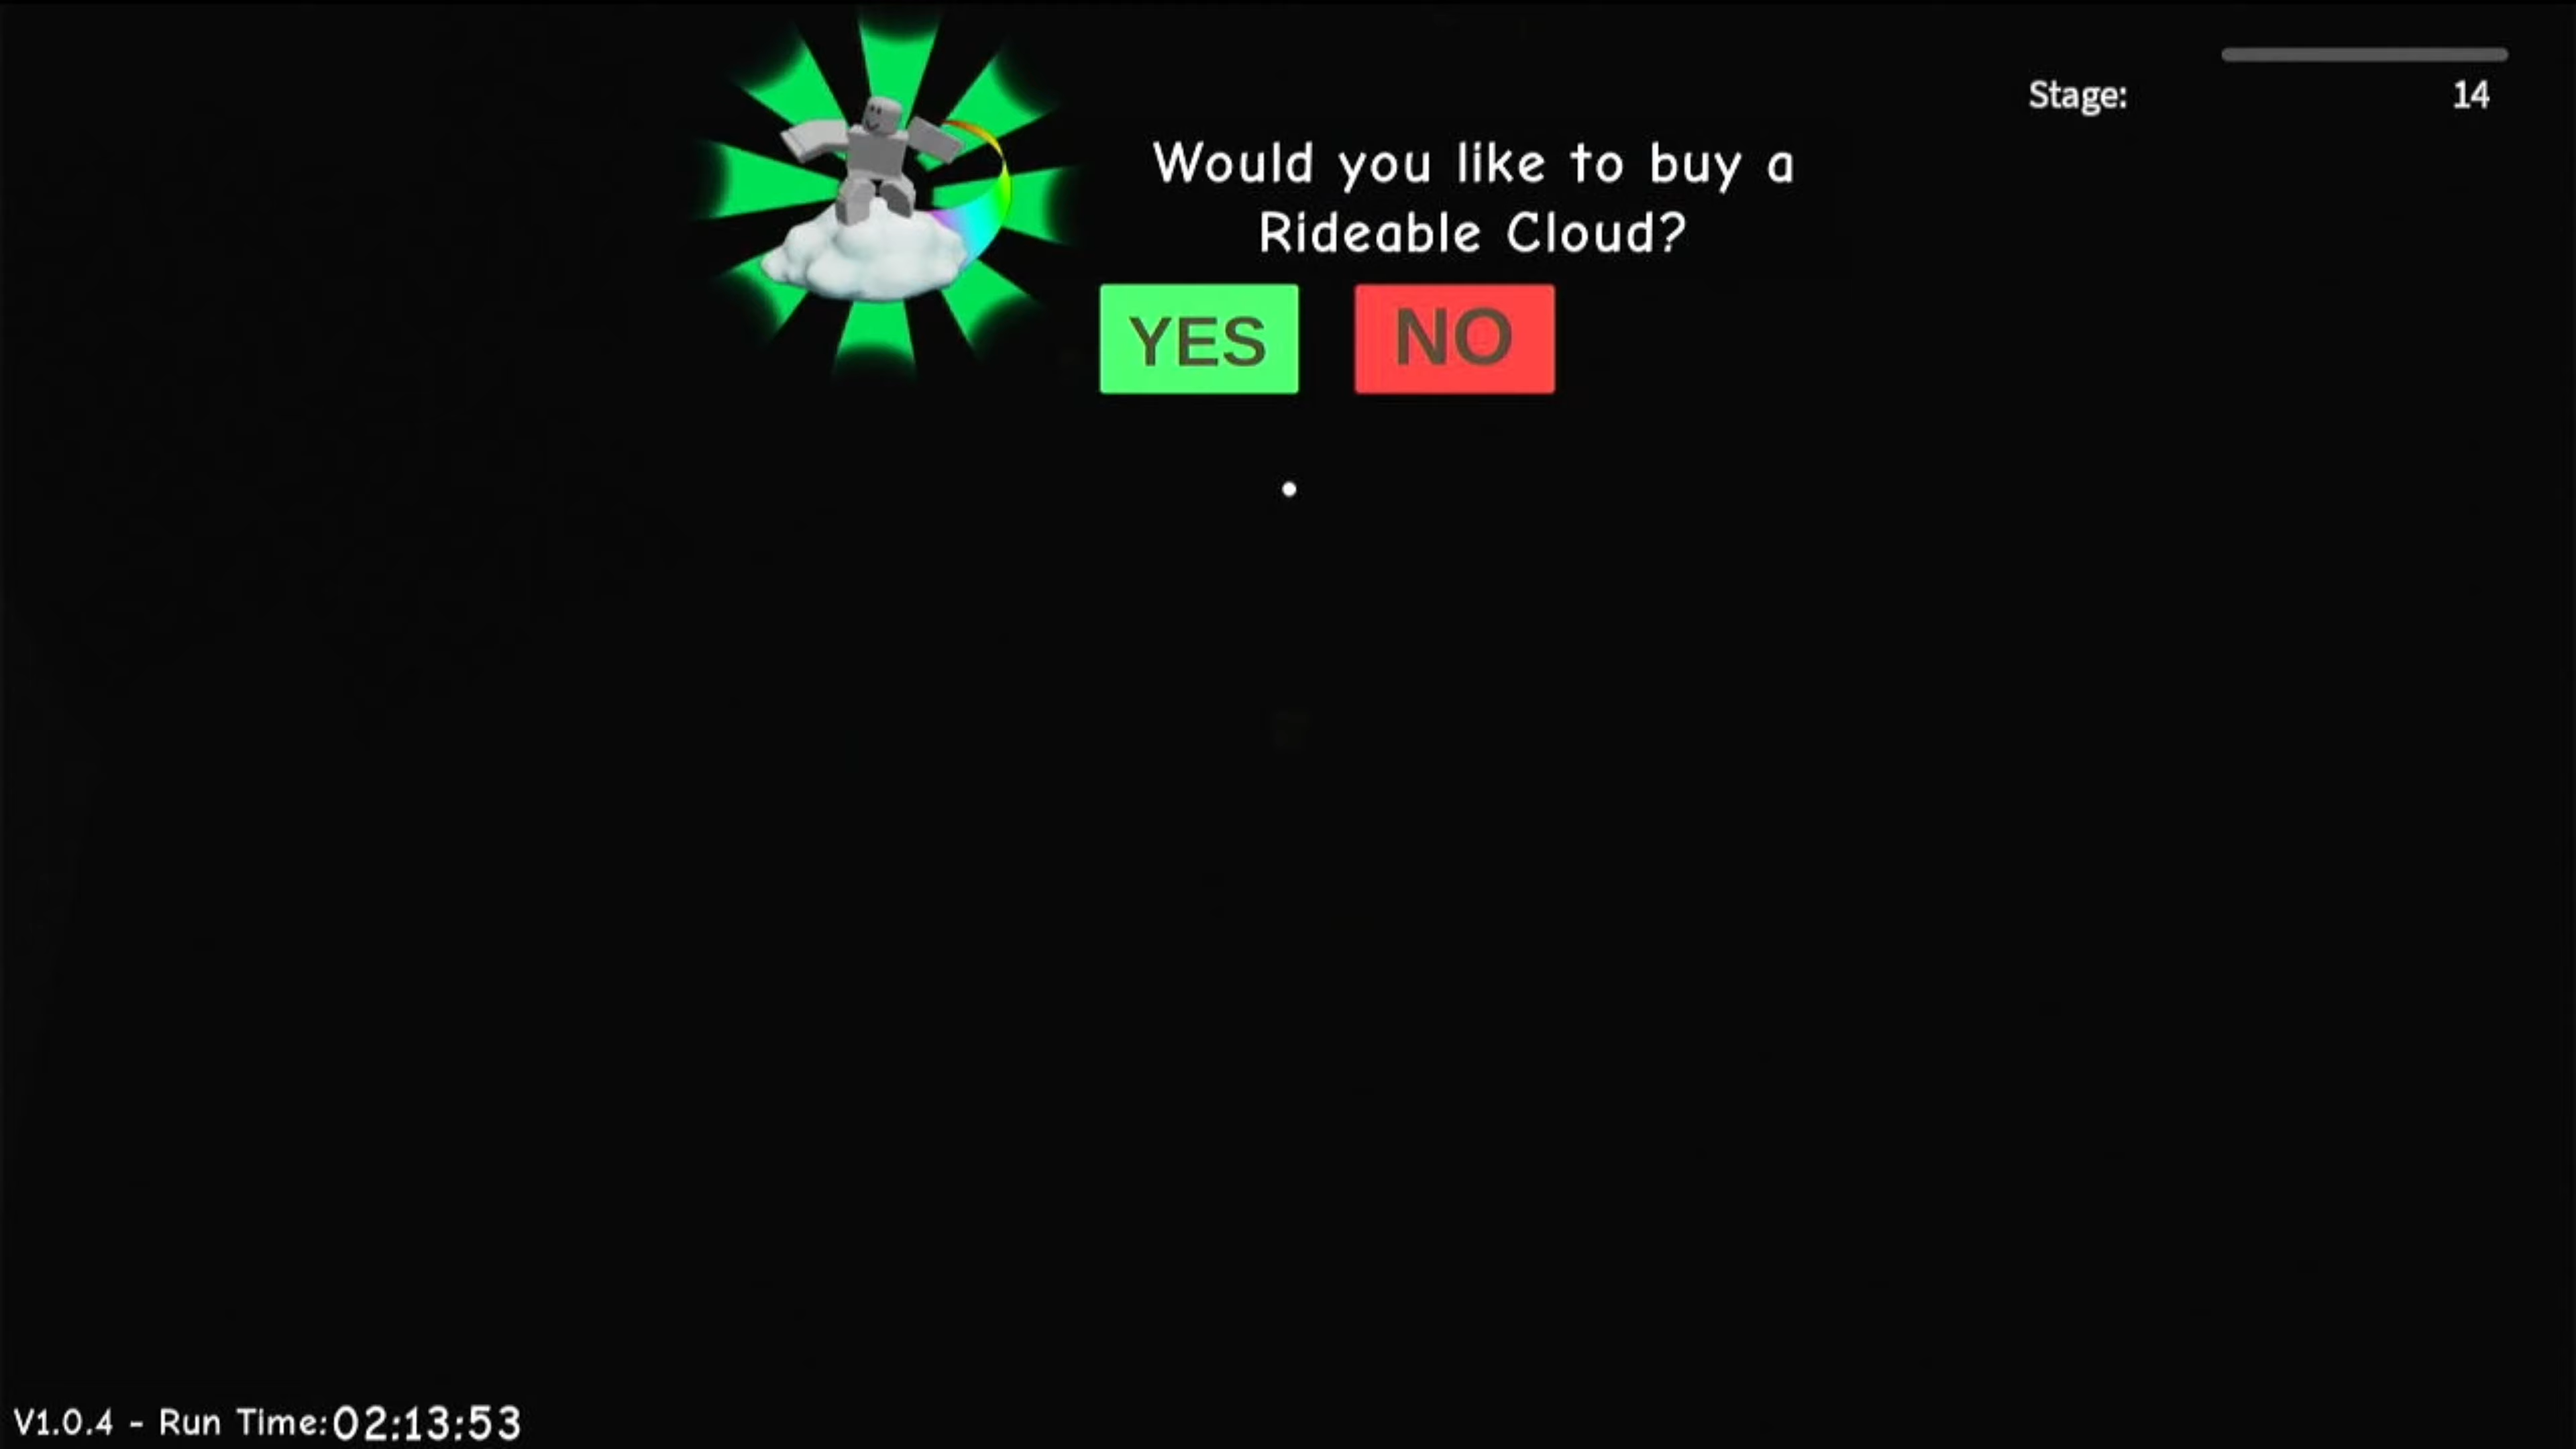 Stage: 14
Would you like to buy a
Rideable Cloud?
YES NO
V1.0.4 - Run Time:02:13:53